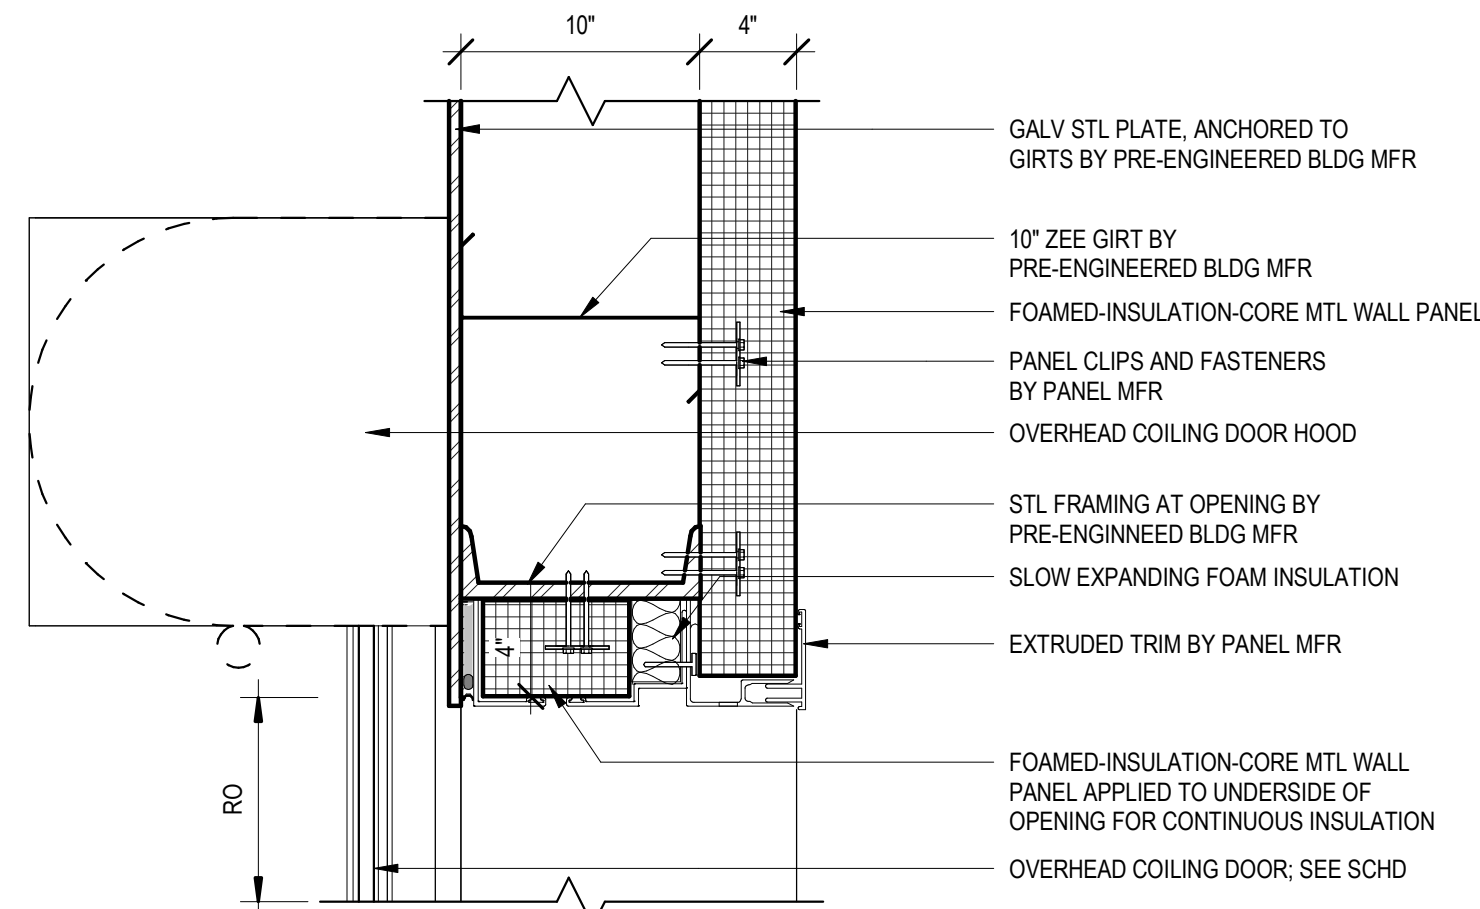 10"
4"
GALV STL PLATE, ANCHORED TO
GIRTS BY PRE-ENGINEERED BLDG MFR
10" ZEE GIRT BY
PRE-ENGINEERED BLDG MFR
FOAMED-INSULATION-CORE MTL WALL PANEL
PANEL CLIPS AND FASTENERS
BY PANEL MFR
OVERHEAD COILING DOOR HOOD
STL FRAMING AT OPENING BY
PRE-ENGINNEED BLDG MFR
SLOW EXPANDING FOAM INSULATION
4"
EXTRUDED TRIM BY PANEL MFR
FOAMED-INSULATION-CORE MTL WALL
PANEL APPLIED TO UNDERSIDE OF
OPENING FOR CONTINUOUS INSULATION
RO
OVERHEAD COILING DOOR; SEE SCHD